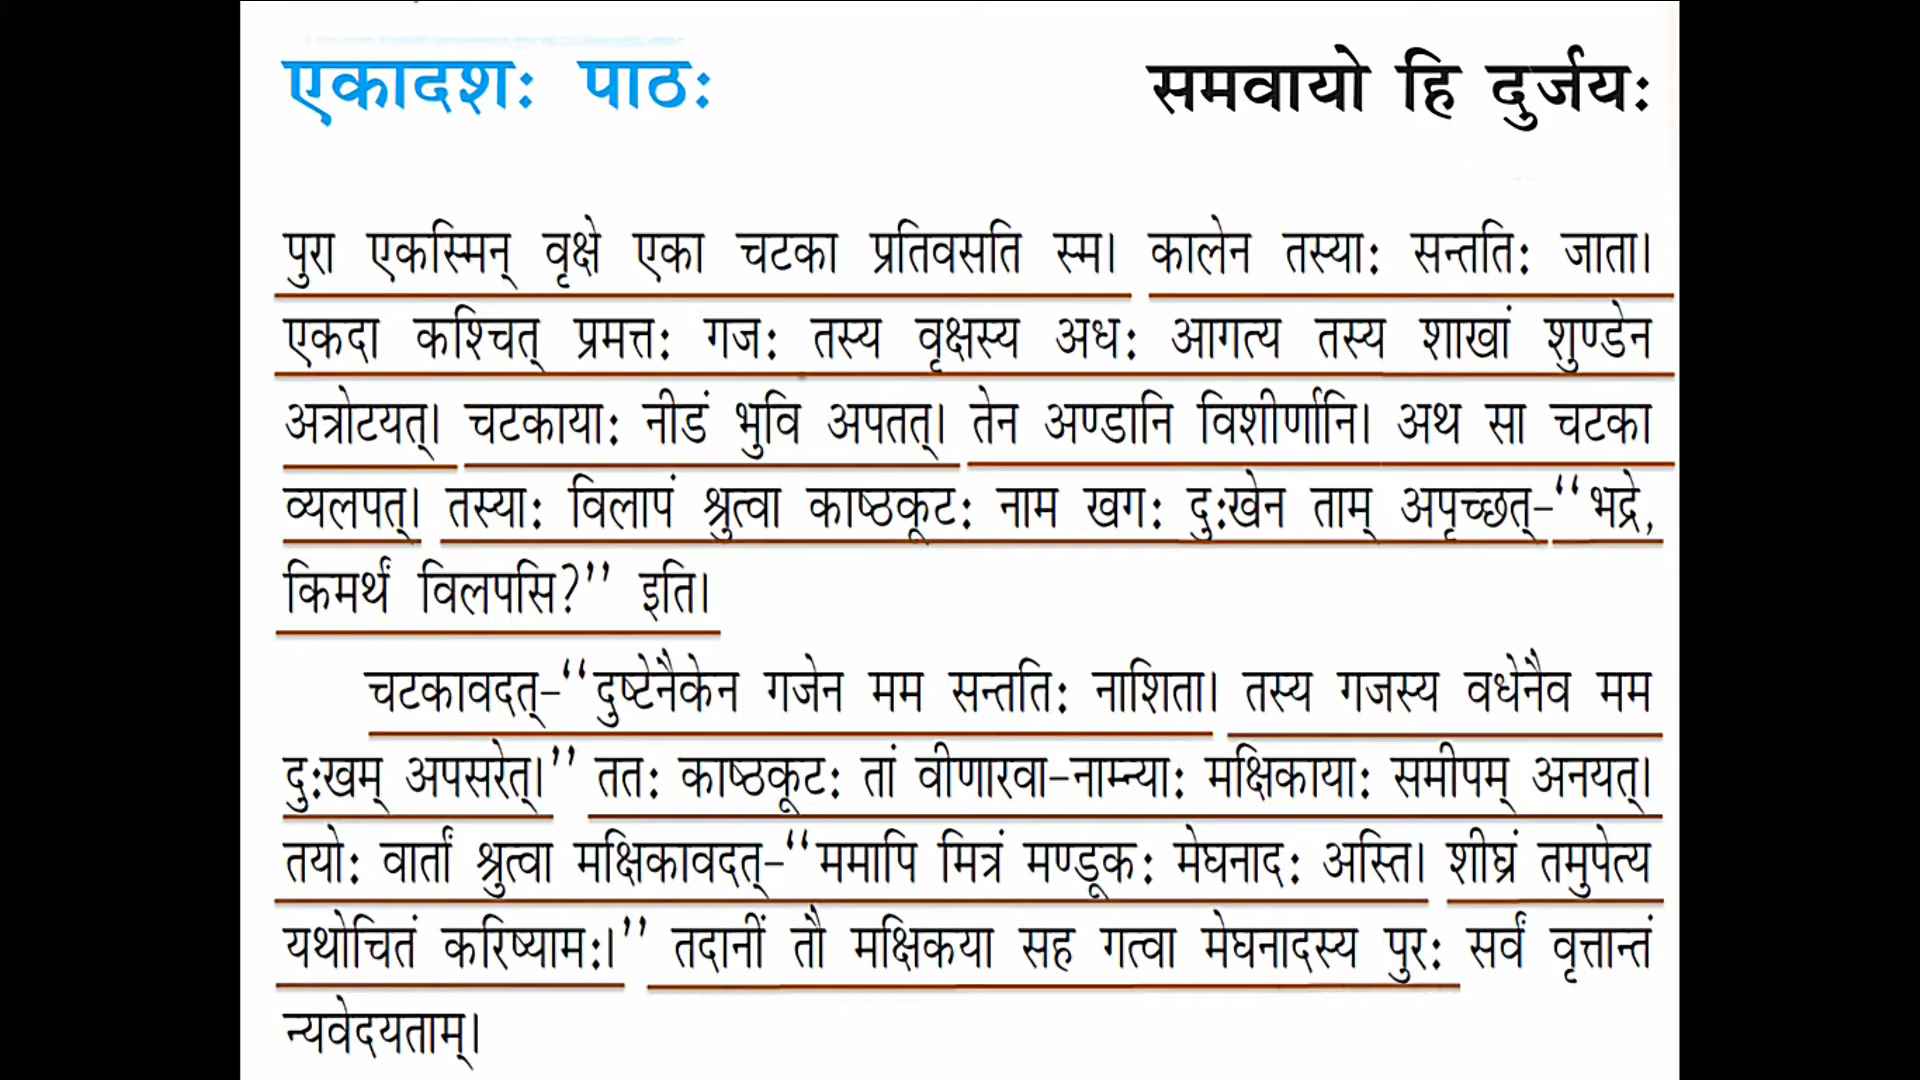 एकादशः पाठः
समवायो हि दुर्जयः
पुरा एकस्मिन् वृक्षे एका चटका प्रतिवसति स्म। कालेन तस्याः सन्ततिः जाता।
एकदा कश्चित् प्रमत्तः गजः तस्य वृक्षस्य अधः आगत्य तस्य शाखां शुण्डेन
अत्रोटयत्। चटकायाः नीडं भुवि अपतत्। तेन अण्डानि विशीर्णानि। अथ सा चटका
व्यलपत्। तस्याः विलापं श्रुत्वा काष्ठकूटः नाम खगः दुःखेन ताम् अपृच्छत्-‘‘भद्रे,
किमर्थं विलपसि?’’ इति।
चटकावदत्-‘‘दुष्टेनैकेन गजेन मम सन्ततिः नाशिता। तस्य गजस्य वधेनैव मम
दुःखम् अपसरेत्।’’ ततः काष्ठकूटः तां वीणारवा-नाम्न्याः मक्षिकायाः समीपम् अनयत्।
तयोः वार्तां श्रुत्वा मक्षिकावदत्-‘‘ममापि मित्रं मण्डूकः मेघनादः अस्ति। शीघ्रं तमुपेत्य
यथोचितं करिष्यामः।’’ तदानीं तौ मक्षिकया सह गत्वा मेघनादस्य पुरः सर्वं वृत्तान्तं
न्यवेदयताम्।